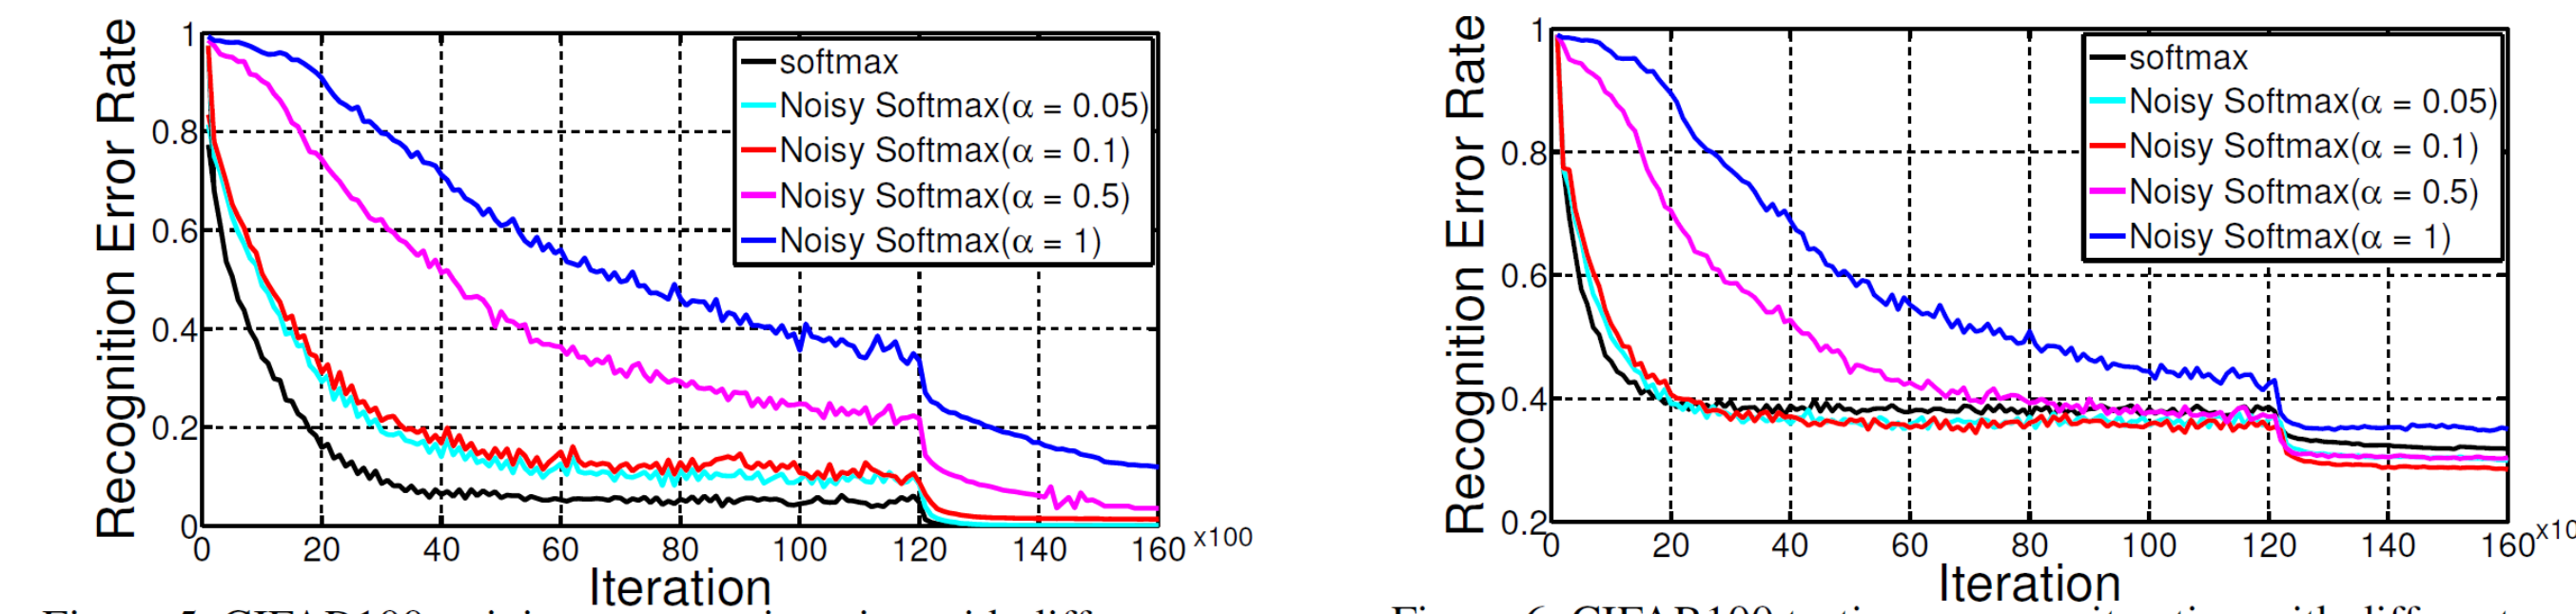 Recognition Error Rate
1
0.8
0.6
0.4
0.2
0
0 20 40 60 80 100 120 140 160 x100
Iteration
softmax
Noisy Softmax(α = 0.05)
Noisy Softmax(α = 0.1)
Noisy Softmax(α = 0.5)
Noisy Softmax(α = 1)
Recognition Error Rate
1
0.8
0.6
0.4
0.2
0 20 40 60 80 100 120 140 160 x10
Iteration
softmax
Noisy Softmax(α = 0.05)
Noisy Softmax(α = 0.1)
Noisy Softmax(α = 0.5)
Noisy Softmax(α = 1)